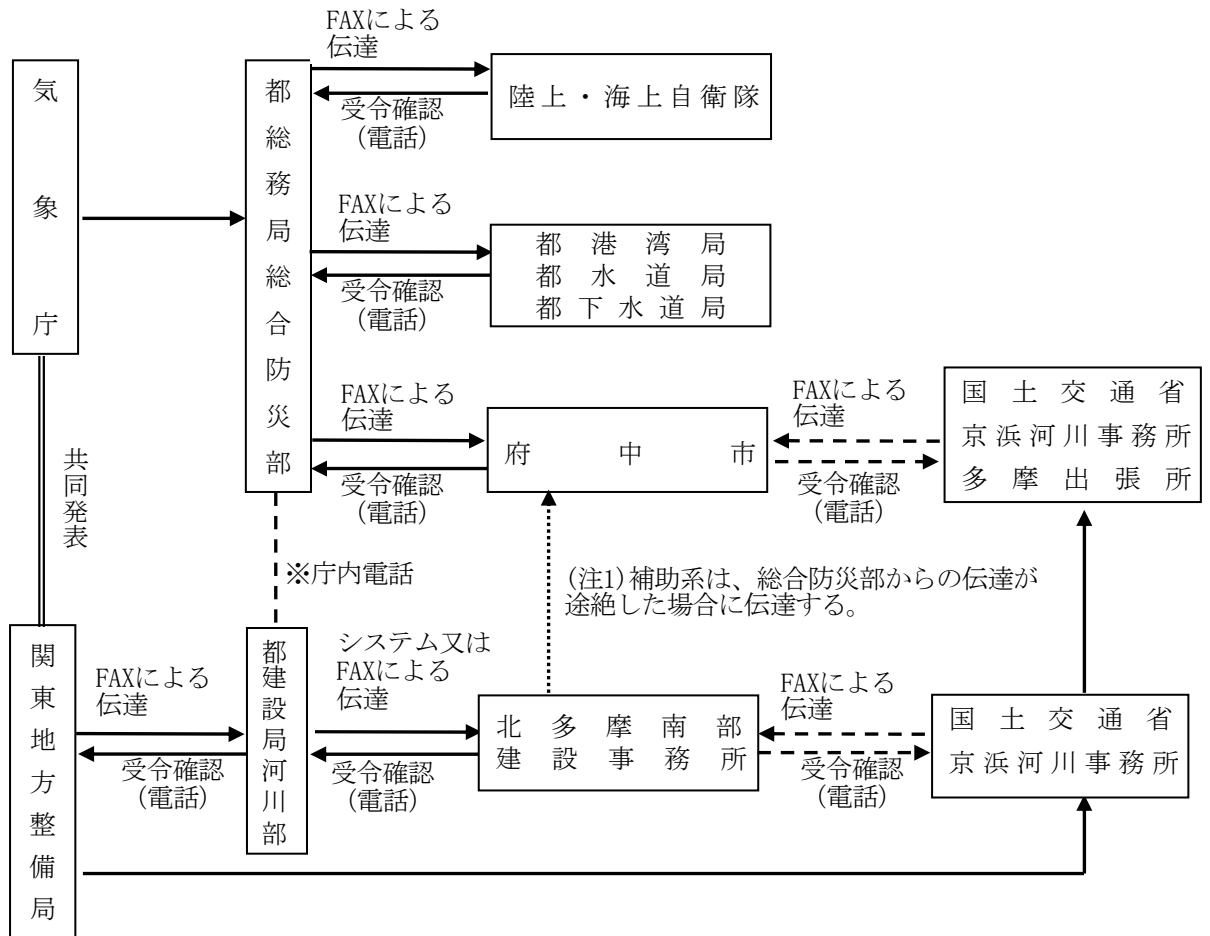 気象庁
都総務局総合防災部
FAXによる
伝達
受令確認
(電話)
陸上・海上自衛隊
FAXによる
伝達
受令確認
(電話)
都港湾局
都水道局
都下水道局
FAXによる
伝達
受令確認
(電話)
府中市
FAXによる
伝達
受令確認
(電話)
国土交通省
京浜河川事務所
多摩出張所
共同発表
※庁内電話
(注1)補助系は、総合防災部からの伝達が
途絶した場合に伝達する。
関東地方整備局
FAXによる
伝達
受令確認
(電話)
都建設局河川部
システム又は
FAXによる
伝達
受令確認
(電話)
北多摩南部
建設事務所
FAXによる
伝達
受令確認
(電話)
国土交通省
京浜河川事務所